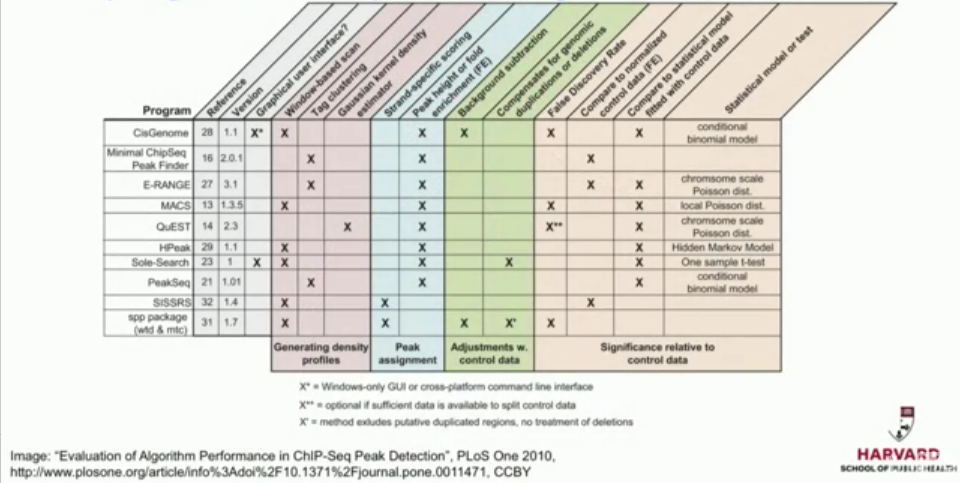 Reference
Version
Graphical user interface?
Window-based scan
Tag clustering
Gaussian kernel density
estimator
Strand-specific scoring
Peak height or fold
enrichment (FE)
Background subtraction
Compensates for genomic
duplications or deletions
False Discovery Rate
Compare to normalized
control data (FE)
Compare to statistical model
fitted with control data
Statistical model or test
Program
CisGenome 28 1.1 X* X X X X X conditional
binomial model
Minimal ChipSeq
Peak Finder 16 2.0.1 X X X
E-RANGE 27 3.1 X X X X chromsome scale
Poisson dist.
MACS 13 1.3.5 X X X X local Poisson dist.
QuEST 14 2.3 X X X** X chromsome scale
Poisson dist.
HPeak 29 1.1 X X X Hidden Markov Model
Sole-Search 23 1 X X X X X One sample t-test
PeakSeq 21 1.01 X X X conditional
binomial model
SISSRS 32 1.4 X X X
spp package
(wtd & mtc) 31 1.7 X X X X' X
Generating density
profiles
Peak
assignment
Adjustments w.
control data
Significance relative to
control data
X* = Windows-only GUI or cross-platform command line interface
X** = optional if sufficient data is available to split control data
X' = method exludes putative duplicated regions, no treatment of deletions
Image: "Evaluation of Algorithm Performance in ChIP-Seq Peak Detection", PLoS One 2010,
http://www.plosone.org/article/info%3Adoi%2F10.1371%2Fjournal.pone.0011471, CCBY
HARVARD
SCHOOL OF PUBLIC HEALTH